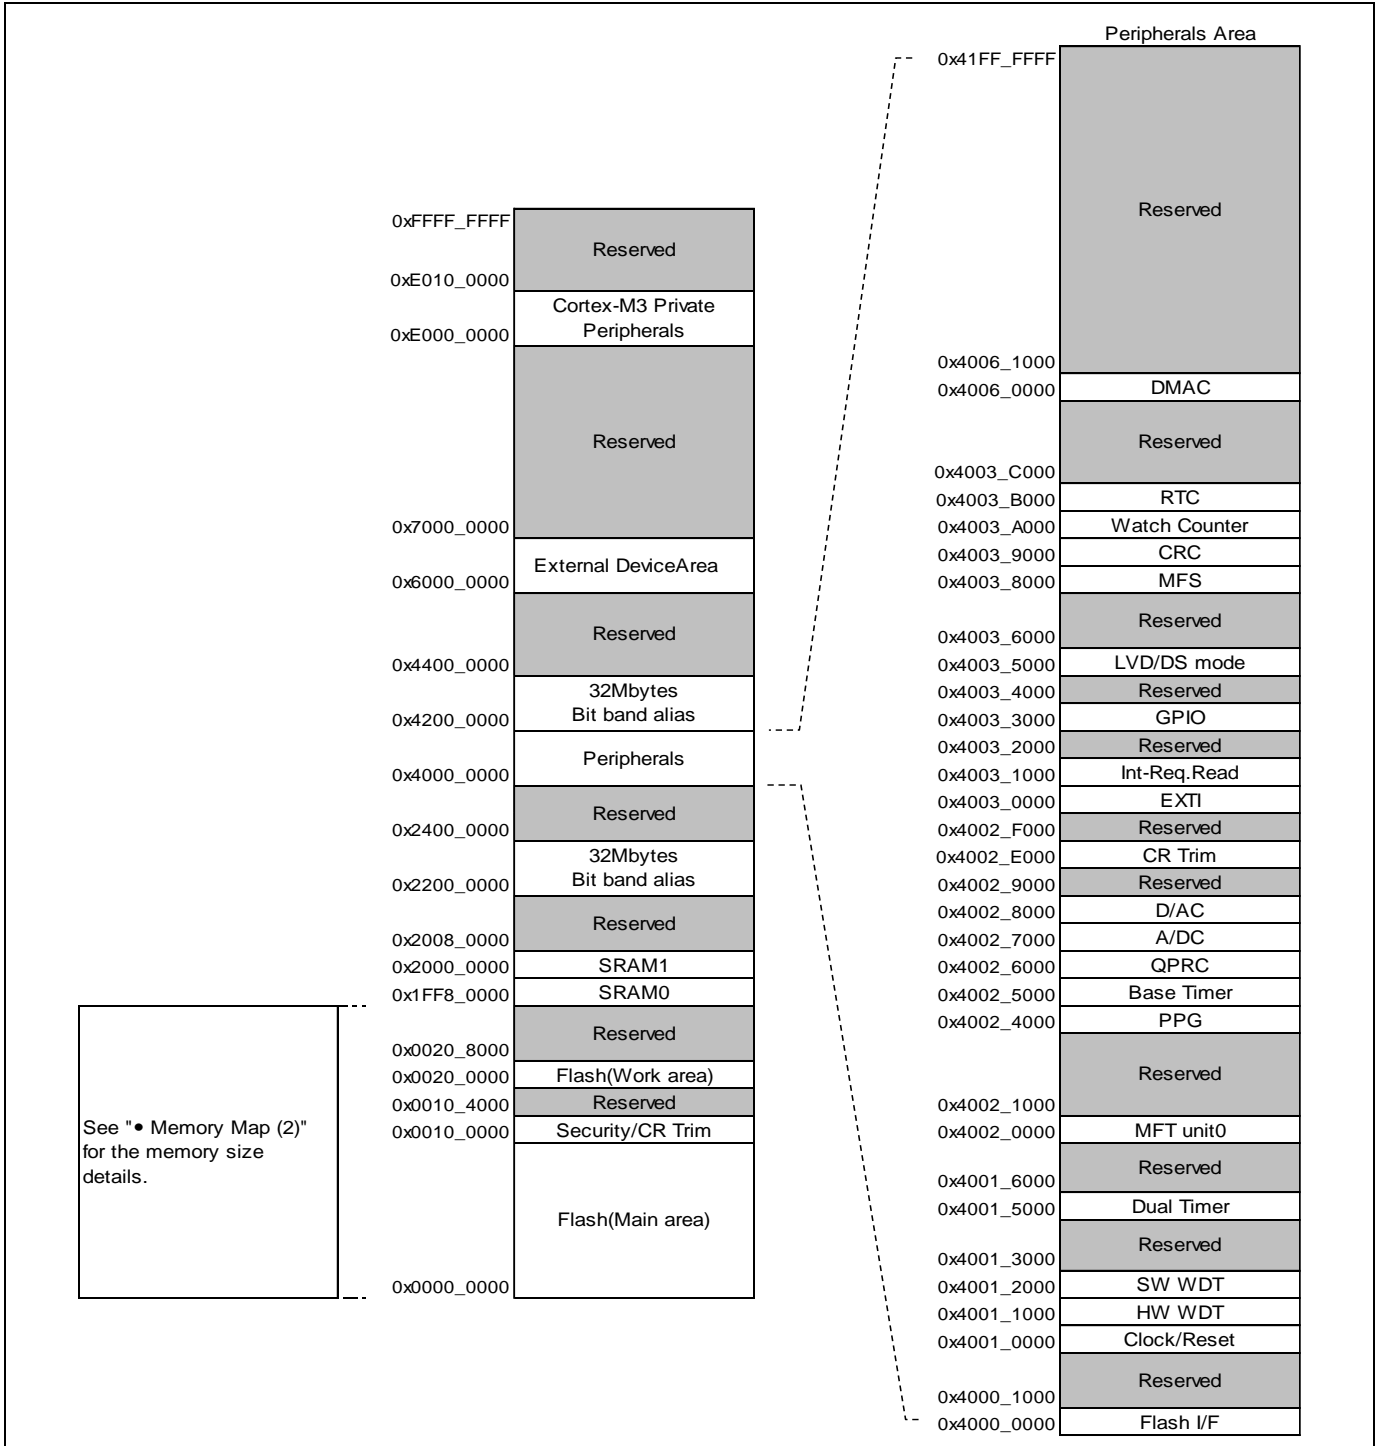 0xFFFF_FFFF
Reserved
0xE010_0000
Cortex-M3 Private
Peripherals
0xE000_0000
Reserved
0x7000_0000
External DeviceArea
0x6000_0000
Reserved
0x4400_0000
32Mbytes
Bit band alias
0x4200_0000
Peripherals
0x4000_0000
Reserved
0x2400_0000
32Mbytes
Bit band alias
0x2200_0000
Reserved
0x2008_0000
0x2000_0000 SRAM1
0x1FF8_0000 SRAM0
Reserved
0x0020_8000
0x0020_0000 Flash(Work area)
0x0010_4000 Reserved
0x0010_0000 Security/CR Trim
Flash(Main area)
0x0000_0000
See "• Memory Map (2)"
for the memory size
details.
Peripherals Area
0x41FF_FFFF
Reserved
0x4006_1000
0x4006_0000 DMAC
Reserved
0x4003_C000
0x4003_B000 RTC
0x4003_A000 Watch Counter
0x4003_9000 CRC
0x4003_8000 MFS
Reserved
0x4003_6000
0x4003_5000 LVD/DS mode
0x4003_4000 Reserved
0x4003_3000 GPIO
0x4003_2000 Reserved
0x4003_1000 Int-Req.Read
0x4003_0000 EXTI
0x4002_F000 Reserved
0x4002_E000 CR Trim
0x4002_9000 Reserved
0x4002_8000 D/AC
0x4002_7000 A/DC
0x4002_6000 QPRC
0x4002_5000 Base Timer
0x4002_4000 PPG
Reserved
0x4002_1000
0x4002_0000 MFT unit0
Reserved
0x4001_6000
0x4001_5000 Dual Timer
Reserved
0x4001_3000
0x4001_2000 SW WDT
0x4001_1000 HW WDT
0x4001_0000 Clock/Reset
Reserved
0x4000_1000
0x4000_0000 Flash I/F